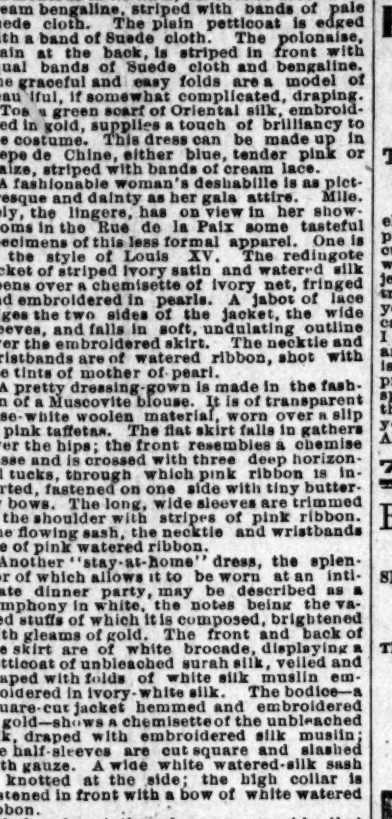 eam bengaline, striped with bands of pale
uede cloth. The plain petticoat is edged
ith a band of Suede cloth. The polonaise,
ain at the back, is striped in front with
ual bands of Suede cloth and bengaline.
he graceful and easy folds are a model of
eau iful, if somewhat complicated, draping.
Tos a green scarf of Oriental silk, embroid-
ed in gold, supplies a touch of brilliancy to
e costume. This dress can be made up in
epe de Chine, either blue, tender pink or
aize, striped with bands of cream lace.
A fashionable woman's deshabille is as pict-
resque and dainty as her gala attire. Mlle.
ely, the lingere, has on view in her show-
oms in the Rue de la Paix some tasteful
pecimens of this less formal apparel. One is
the style of Louis XV. The redingote
cket of striped ivory satin and watered silk
pens over a chemisette of ivory net, fringed
nd embroidered in pearls. A jabot of lace
ges the two sides of the jacket, the wide
eeves, and falls in soft, undulating outline
ver the embroidered skirt. The necktie and
ristbands are of watered ribbon, shot with
e tints of mother of pearl.
A pretty dressing-gown is made in the fash-
n of a Muscovite blouse. It is of transparent
se-white woolen material, worn over a slip
pink taffetas. The flat skirt falls in gathers
ver the hips; the front resembles a chemise
sse and is crossed with three deep horizon-
l tucks, through which pink ribbon is in-
rted, fastened on one side with tiny butter-
bows. The long, wide sleeves are trimmed
the shoulder with stripes of pink ribbon.
he flowing sash, the necktie and wristbands
e of pink watered ribbon.
Another "stay-at-home" dress, the splen-
or of which allows it to be worn at an inti-
ate dinner party, may be described as a
mphony in white, the notes being the va-
ed stuffs of which it is composed, brightened
ith gleams of gold. The front and back of
e skirt are of white brocade, displaying a
tticoat of unbleached surah silk, veiled and
aped with folds of white silk muslin em-
oidered in ivory-white silk. The bodice—a
uare-cut jacket hemmed and embroidered
gold—shows a chemisette of the unbleached
k, draped with embroidered silk muslin;
e half-sleeves are cut square and slashed
th gauze. A wide white watered-silk sash
knotted at the side; the high collar is
stened in front with a bow of white watered
bbon.